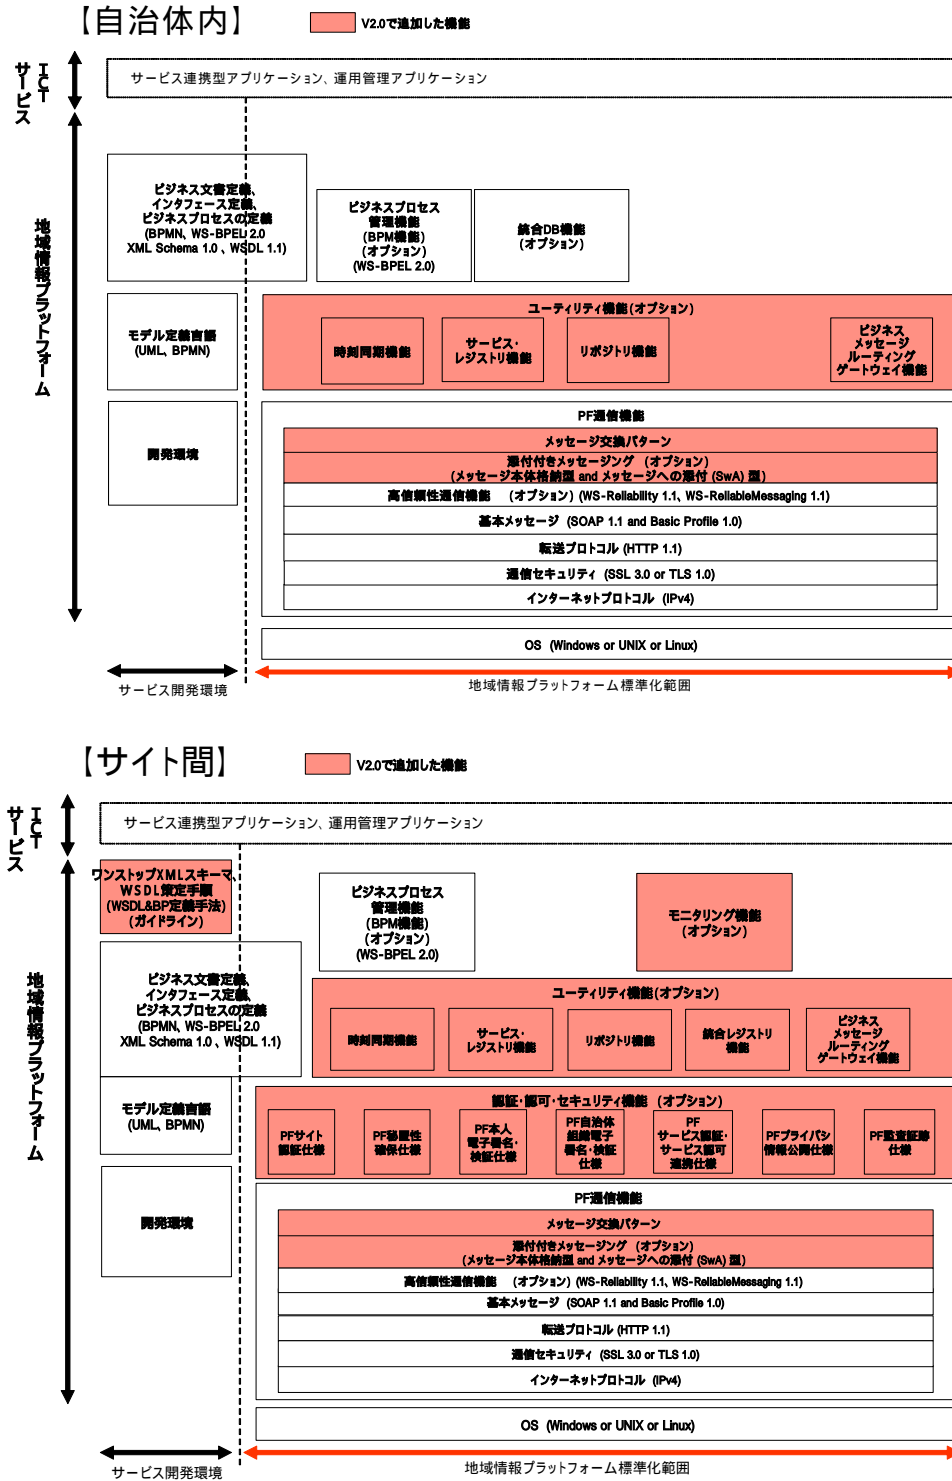 【自治体内】
V2.0で追加した機能
ICT
サービス
サービス連携型アプリケーション、運用管理アプリケーション
地域情報プラットフォーム
ビジネス文書定義、
インタフェース定義、
ビジネスプロセスの定義
(BPMN、WS-BPEL 2.0
XML Schema 1.0 、WSDL 1.1)
ビジネスプロセス
管理機能
(BPM機能)
(オプション)
(WS-BPEL 2.0)
統合DB機能
(オプション)
モデル定義言語
(UML、BPMN)
ユーティリティ機能(オプション)
時刻同期機能
サービス・
レジストリ機能
リポジトリ機能
ビジネス
メッセージ
ルーティング
ゲートウェイ機能
開発環境
PF通信機能
メッセージ交換パターン
添付付きメッセージング (オプション)
(メッセージ本体格納型 and メッセージへの添付 (SwA) 型)
高信頼性通信機能 (オプション) (WS-Reliability 1.1、WS-ReliableMessaging 1.1)
基本メッセージ (SOAP 1.1 and Basic Profile 1.0)
転送プロトコル (HTTP 1.1)
通信セキュリティ (SSL 3.0 or TLS 1.0)
インターネットプロトコル (IPv4)
OS (Windows or UNIX or Linux)
サービス開発環境
地域情報プラットフォーム標準化範囲
【サイト間】
V2.0で追加した機能
ICT
サービス
サービス連携型アプリケーション、運用管理アプリケーション
地域情報プラットフォーム
ワンストップXMLスキーマ、
WSDL策定手順
(WSDL&BP定義手法)
(ガイドライン)
ビジネスプロセス
管理機能
(BPM機能)
(オプション)
(WS-BPEL 2.0)
モニタリング機能
(オプション)
ビジネス文書定義、
インタフェース定義、
ビジネスプロセスの定義
(BPMN、WS-BPEL 2.0
XML Schema 1.0 、WSDL 1.1)
ユーティリティ機能(オプション)
時刻同期機能
サービス・
レジストリ機能
リポジトリ機能
統合レジストリ
機能
ビジネス
メッセージ
ルーティング
ゲートウェイ機能
モデル定義言語
(UML、BPMN)
認証・認可・セキュリティ機能 (オプション)
PFサイト
認証仕様
PF秘匿性
確保仕様
PF本人
電子署名・
検証仕様
PF自治体
組織電子
署名・検証
仕様
PF
サービス認証・
サービス認可
連携仕様
PFプライバシ
情報公開仕様
PF監査証跡
仕様
開発環境
PF通信機能
メッセージ交換パターン
添付付きメッセージング (オプション)
(メッセージ本体格納型 and メッセージへの添付 (SwA) 型)
高信頼性通信機能 (オプション) (WS-Reliability 1.1、WS-ReliableMessaging 1.1)
基本メッセージ (SOAP 1.1 and Basic Profile 1.0)
転送プロトコル (HTTP 1.1)
通信セキュリティ (SSL 3.0 or TLS 1.0)
インターネットプロトコル (IPv4)
OS (Windows or UNIX or Linux)
サービス開発環境
地域情報プラットフォーム標準化範囲